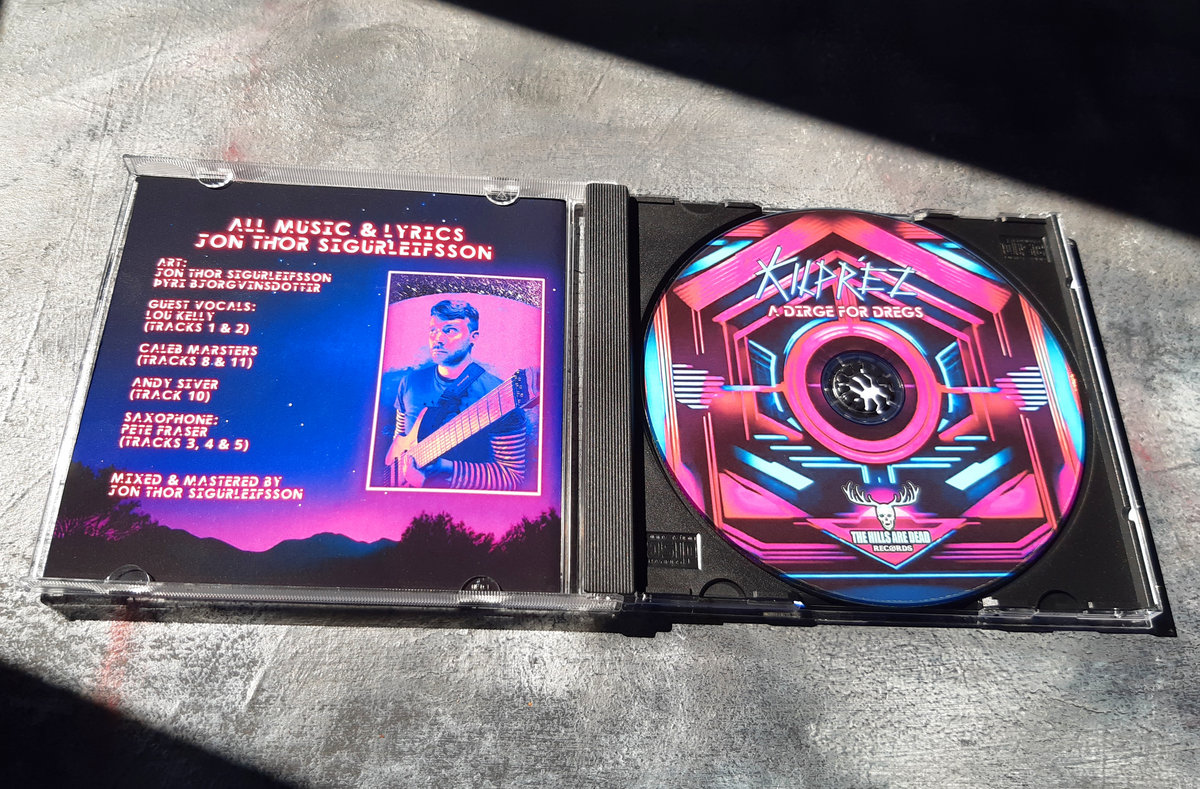 ALL MUSIC & LYRICS
JON THOR SIGURLEIFSSON
ART:
JON THOR SIGURLEIFSSON
ÞYRI BJORGVINSDOTTIR
GUEST VOCALS:
LOU KELLY
(TRACKS 1 & 2)
CALEB MARSTERS
(TRACKS 8 & 11)
ANDY SIVER
(TRACK 10)
SAXOPHONE:
PETE FRASER
(TRACKS 3, 4 & 5)
MIXED & MASTERED BY
JON THOR SIGURLEIFSSON
A DIRGE FOR DREGS
THE HILLS ARE DEAD
RECORDS